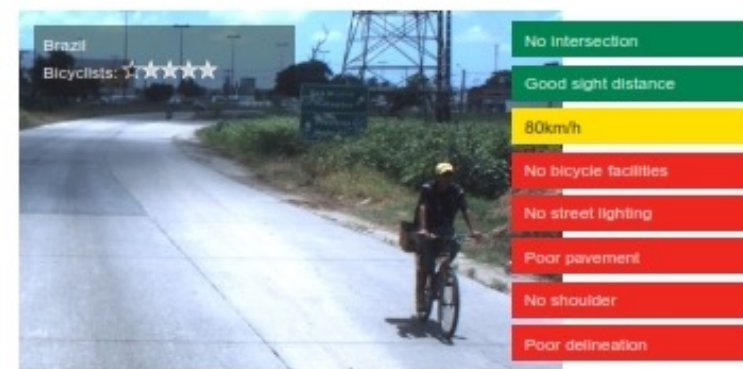 Brazil
Bicyclists: ☆★★★★
No intersection
Good sight distance
80km/h
No bicycle facilities
No street lighting
Poor pavement
No shoulder
Poor delineation